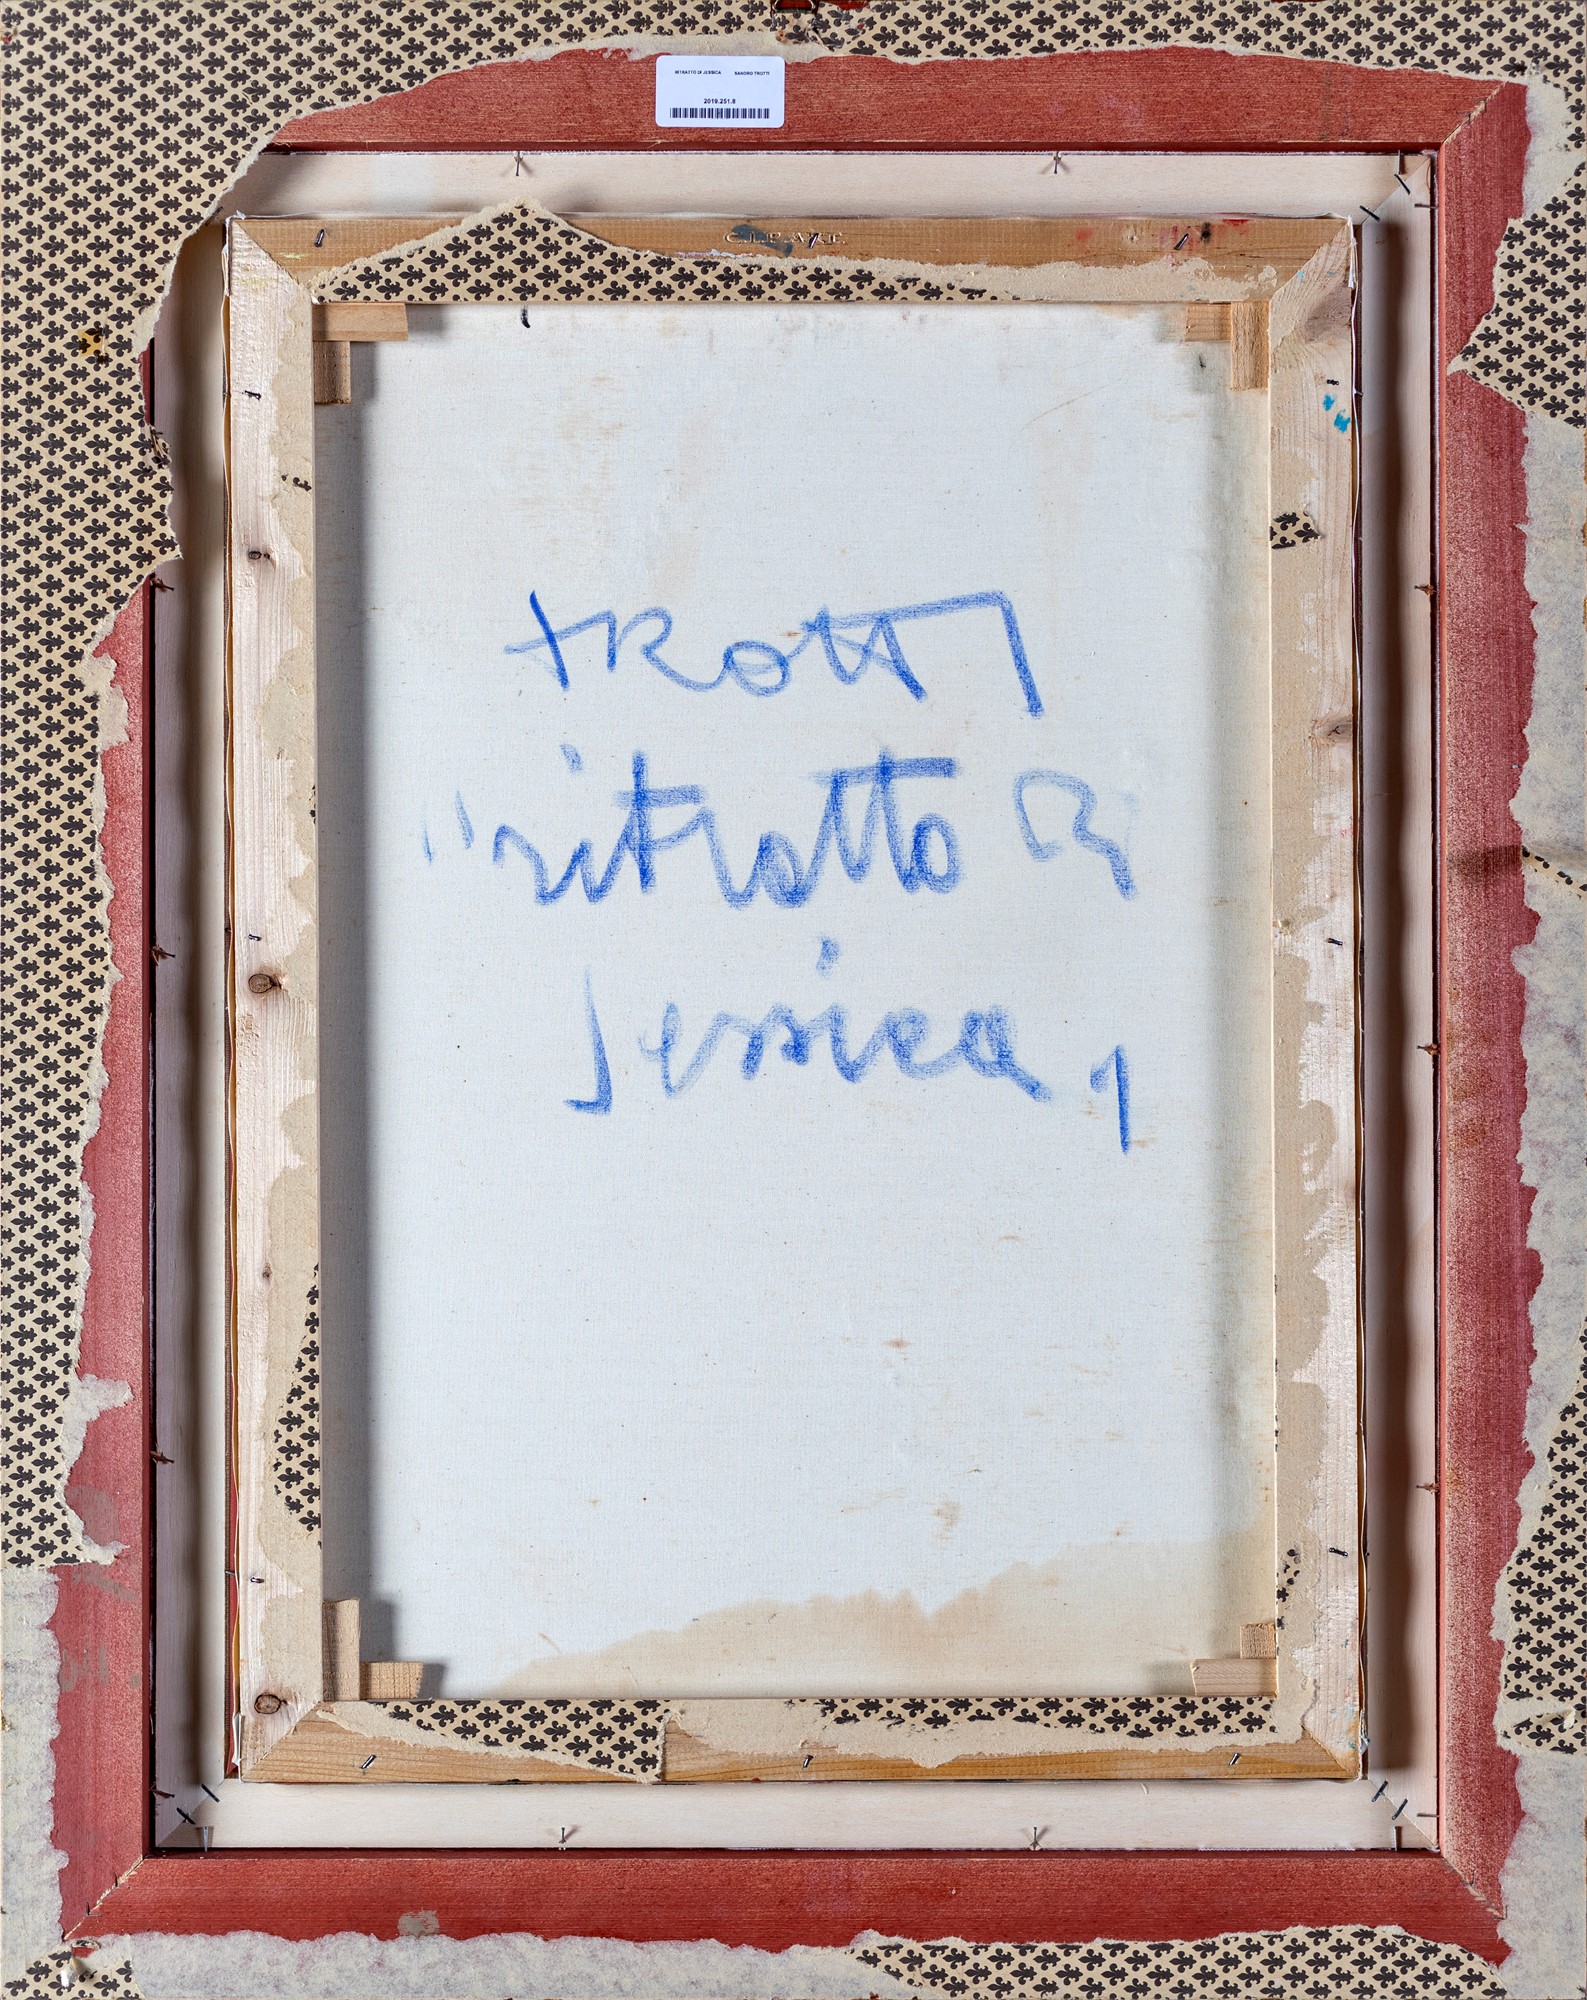 RITRATTO DI JESSICA SANDRO TROTTI
2019.251.8
TROTTI
"ritratto Di
Jessica"